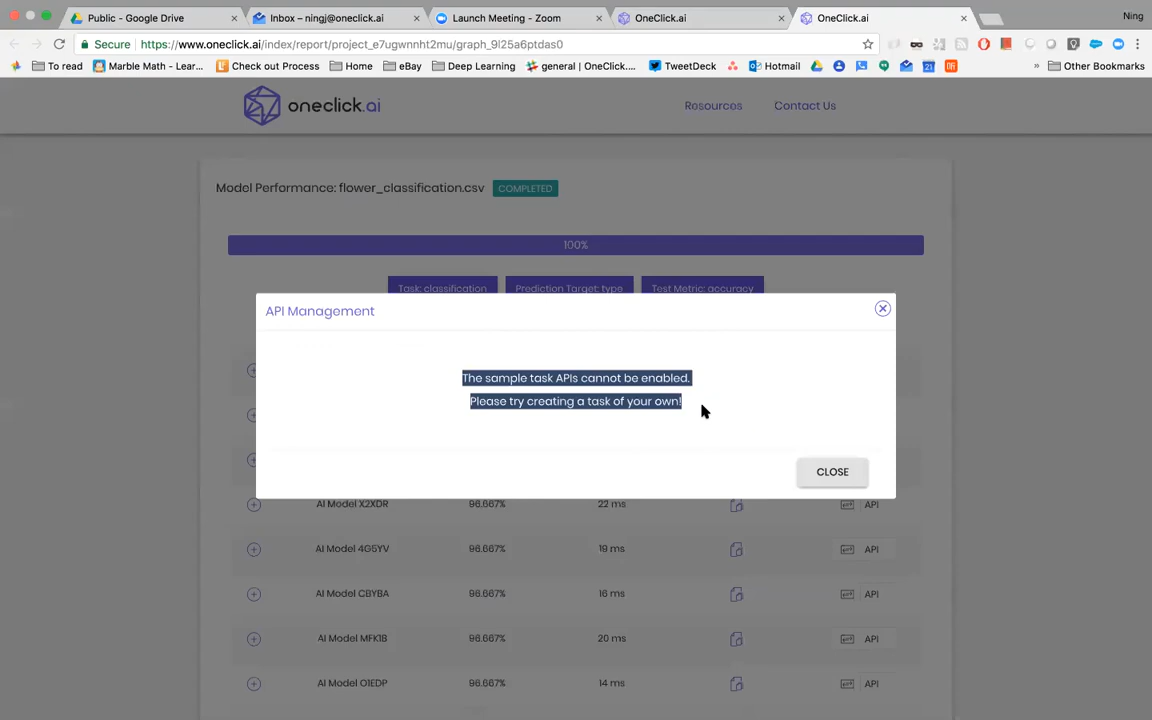 Public - Google Drive
Inbox – ningj@oneclick.ai
Launch Meeting - Zoom
OneClick.ai
OneClick.ai
Ning
Secure
https://www.oneclick.ai/index/report/project_e7ugwnnht2mu/graph_9l25a6ptdas0
To read
Marble Math - Lear...
Check out Process
Home
eBay
Deep Learning
general | OneClick....
TweetDeck
Hotmail
21
»
Other Bookmarks
oneclick.ai
Resources
Contact Us
Model Performance: flower_classification.csv
COMPLETED
100%
Task: classification
Prediction Target: type
Test Metric: accuracy
API Management
The sample task APIs cannot be enabled.
Please try creating a task of your own!
CLOSE
AI Model X2XDR 96.667% 22 ms API
AI Model 4G5YV 96.667% 19 ms API
AI Model CBYBA 96.667% 16 ms API
AI Model MFK1B 96.667% 20 ms API
AI Model O1EDP 96.667% 14 ms API